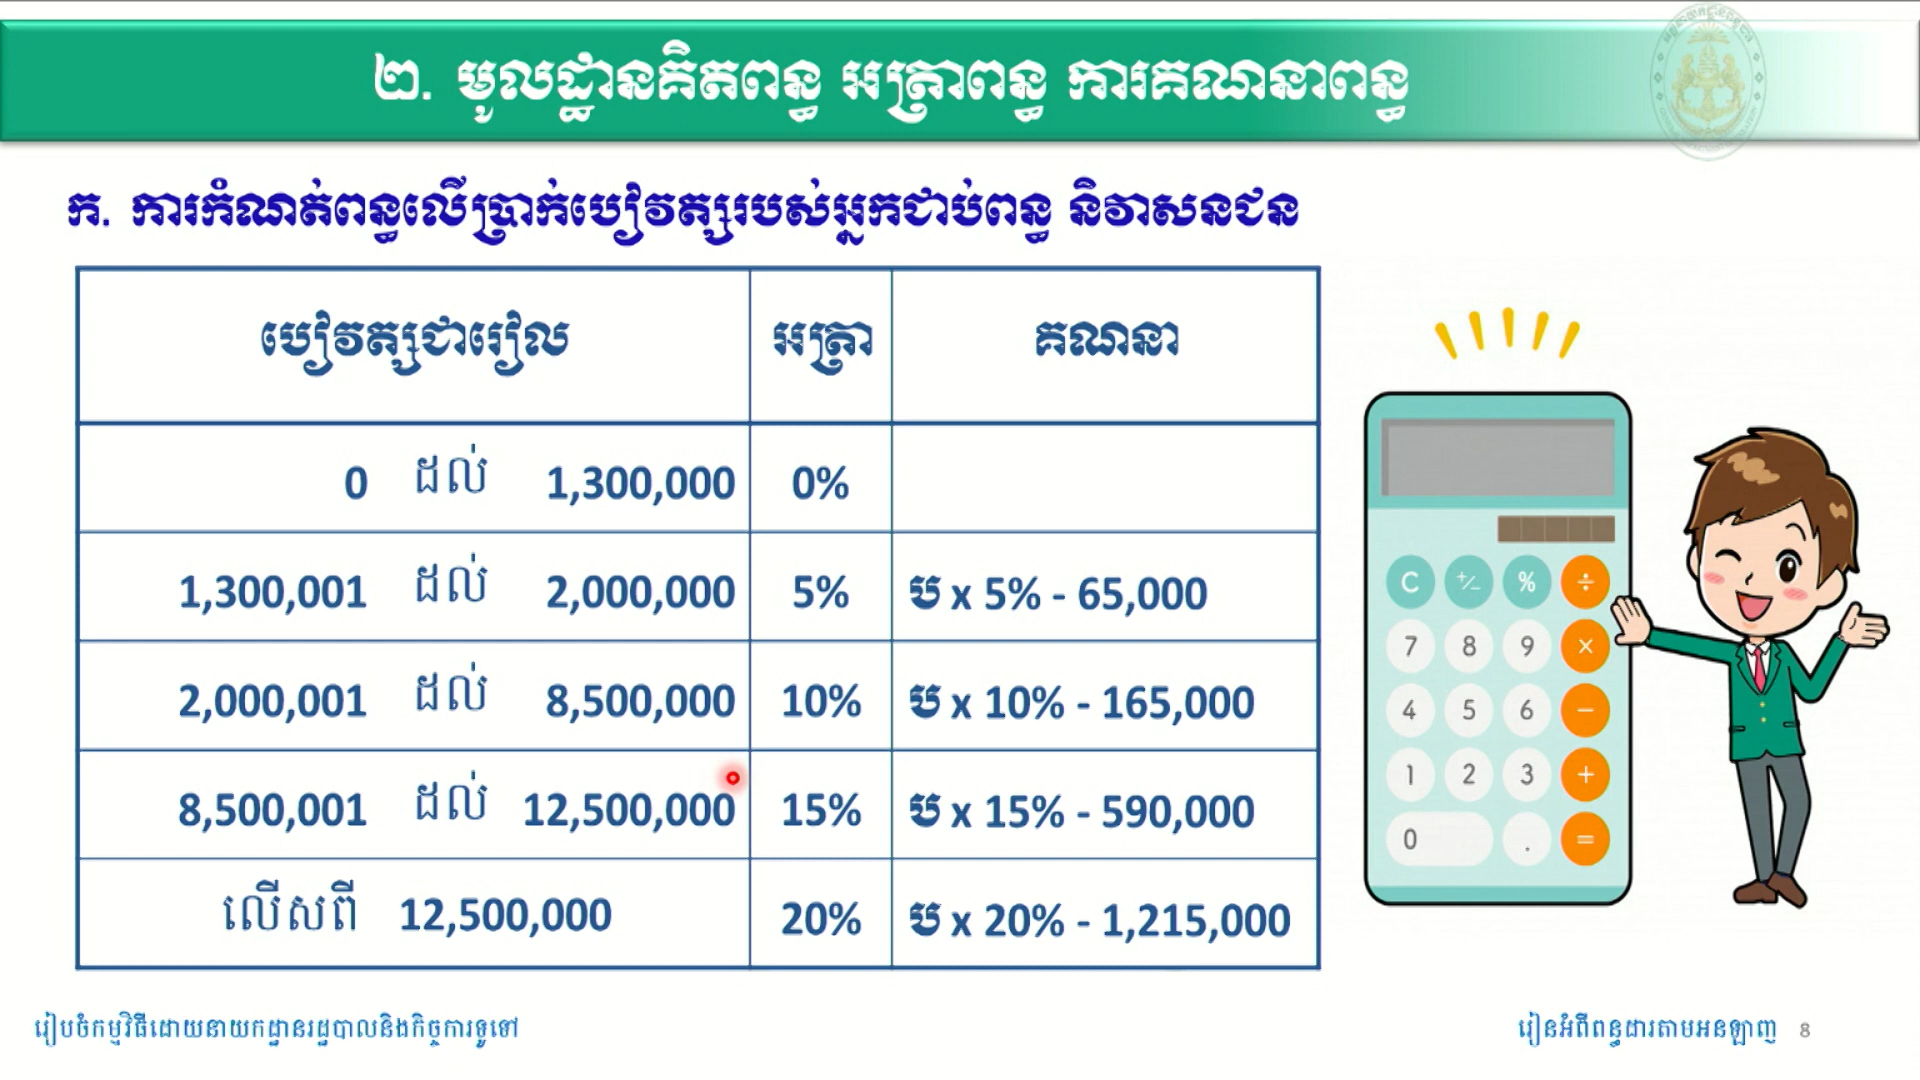 ២. មូលដ្ឋានគិតពន្ធ អត្រាពន្ធ ការគណនាពន្ធ
ក. ការកំណត់ពន្ធលើប្រាក់បៀវត្សរបស់អ្នកជាប់ពន្ធ និវាសនជន
បៀវត្សជារៀល អត្រា គណនា
0 ដល់ 1,300,000 0%
1,300,001 ដល់ 2,000,000 5% ប x 5% - 65,000
2,000,001 ដល់ 8,500,000 10% ប x 10% - 165,000
8,500,001 ដល់ 12,500,000 15% ប x 15% - 590,000
លើសពី 12,500,000 20% ប x 20% - 1,215,000
C +/− % ÷
7 8 9 ×
4 5 6 −
1 2 3 +
0 . =
រៀបចំកម្មវិធីដោយនាយកដ្ឋានរដ្ឋបាលនិងកិច្ចការទូទៅ
រៀនអំពីពន្ធដារតាមអនឡាញ 8